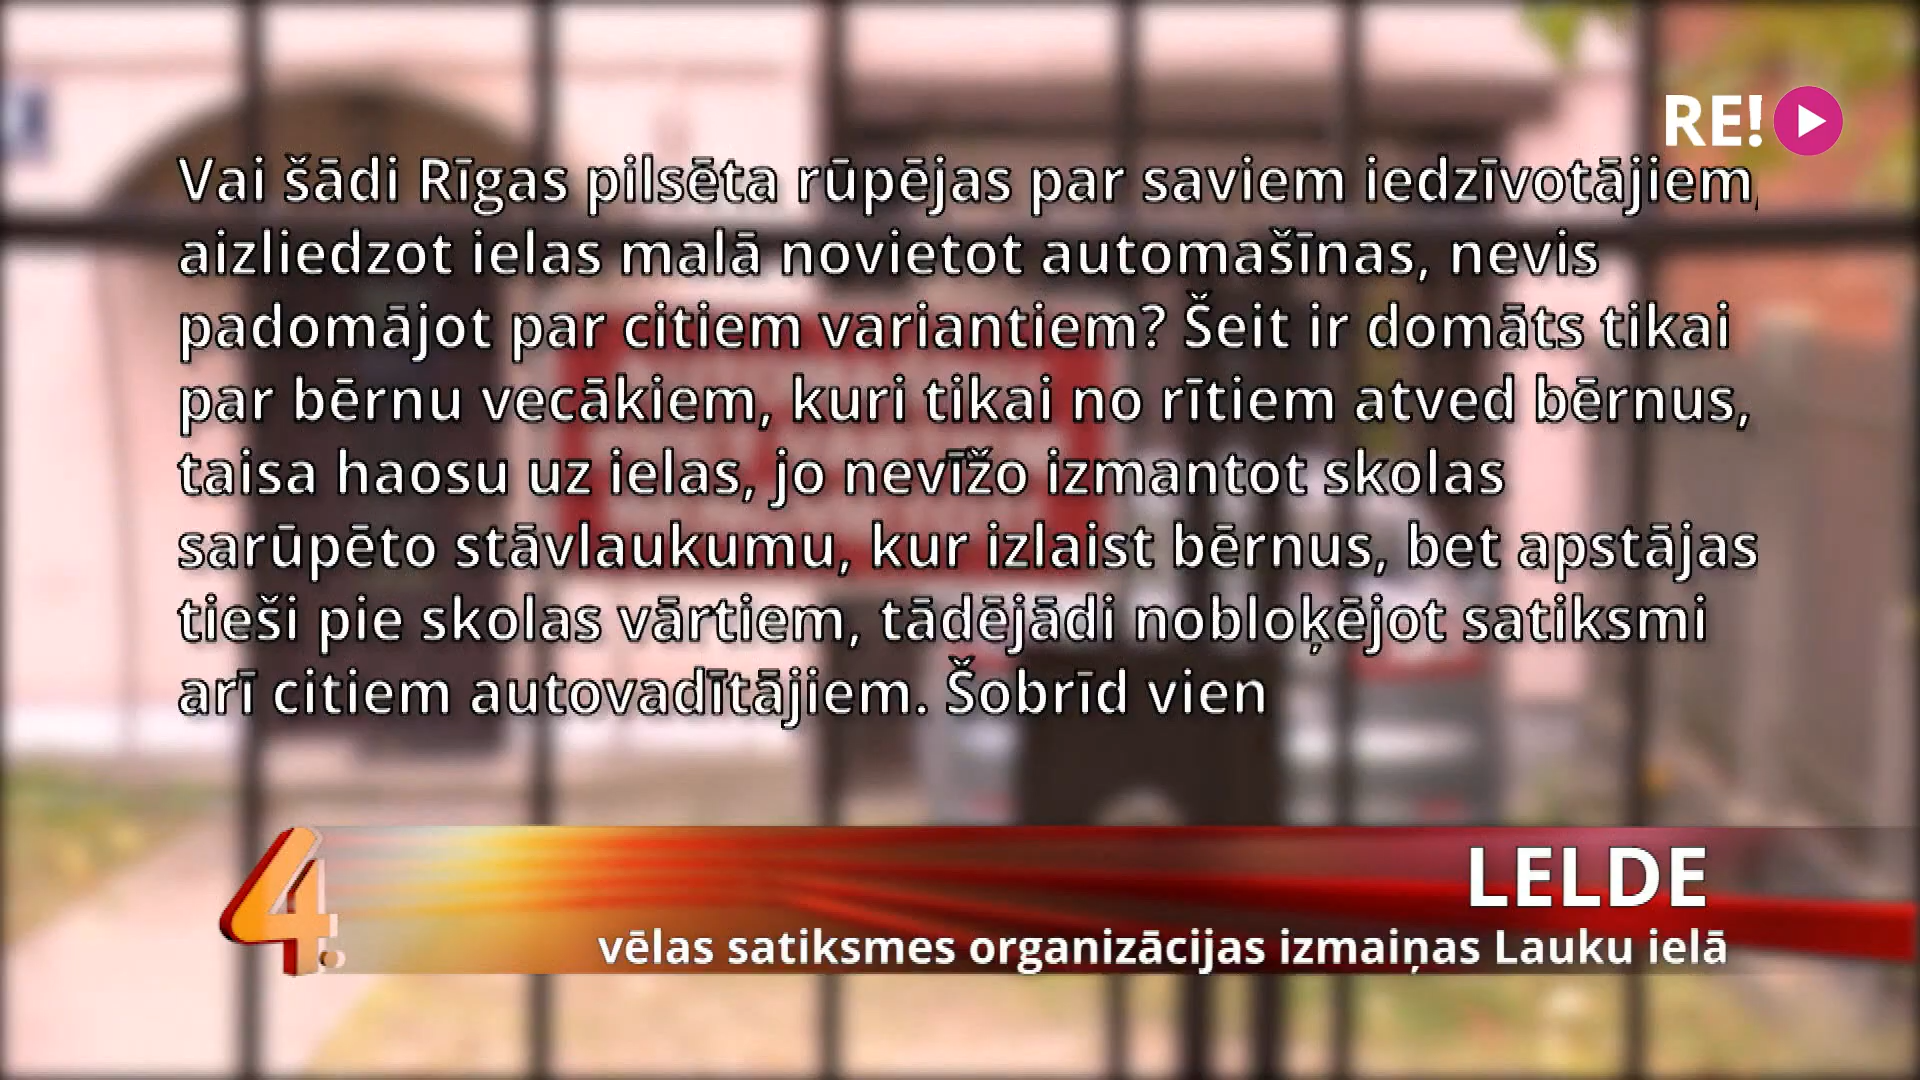 RE!
Vai šādi Rīgas pilsēta rūpējas par saviem iedzīvotājiem,
aizliedzot ielas malā novietot automašīnas, nevis
padomājot par citiem variantiem? Šeit ir domāts tikai
par bērnu vecākiem, kuri tikai no rītiem atved bērnus,
taisa haosu uz ielas, jo nevīžo izmantot skolas
sarūpēto stāvlaukumu, kur izlaist bērnus, bet apstājas
tieši pie skolas vārtiem, tādējādi nobloķējot satiksmi
arī citiem autovadītājiem. Šobrīd vien
4.
LELDE
vēlas satiksmes organizācijas izmaiņas Lauku ielā